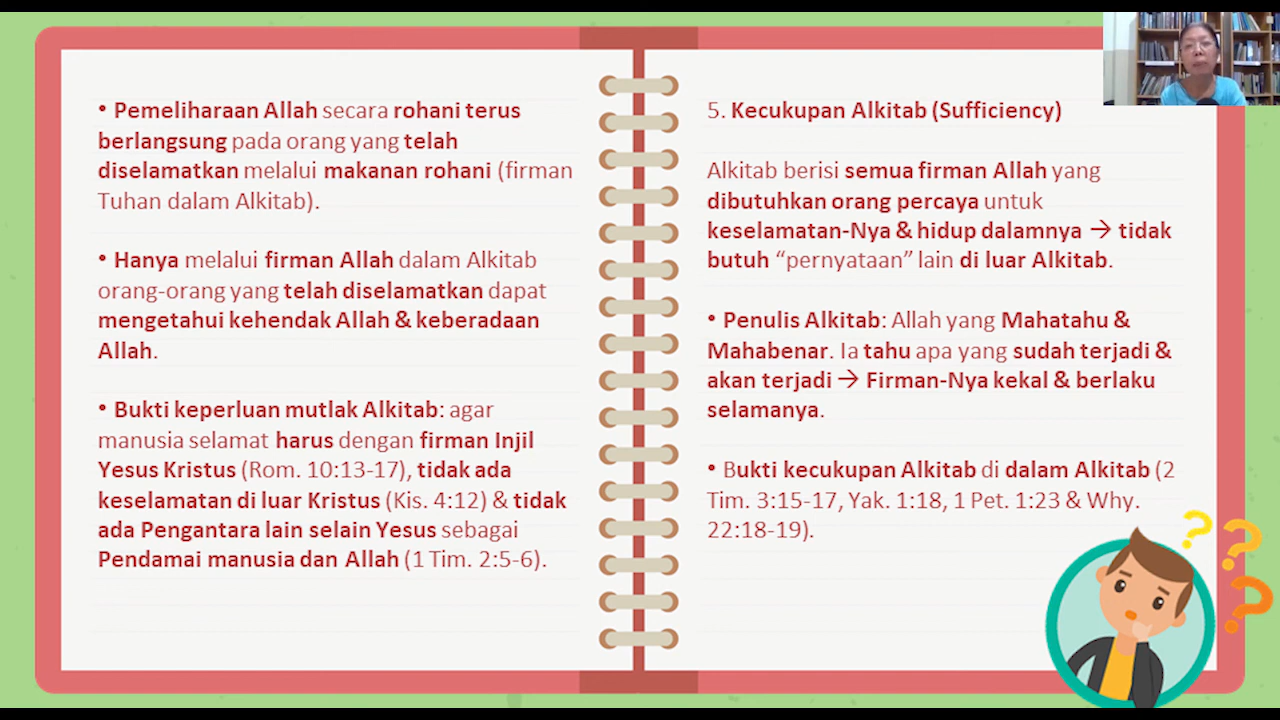 • Pemeliharaan Allah secara rohani terus
berlangsung pada orang yang telah
diselamatkan melalui makanan rohani (firman
Tuhan dalam Alkitab).
• Hanya melalui firman Allah dalam Alkitab
orang-orang yang telah diselamatkan dapat
mengetahui kehendak Allah & keberadaan
Allah.
• Bukti keperluan mutlak Alkitab: agar
manusia selamat harus dengan firman Injil
Yesus Kristus (Rom. 10:13-17), tidak ada
keselamatan di luar Kristus (Kis. 4:12) & tidak
ada Pengantara lain selain Yesus sebagai
Pendamai manusia dan Allah (1 Tim. 2:5-6).
5. Kecukupan Alkitab (Sufficiency)
Alkitab berisi semua firman Allah yang
dibutuhkan orang percaya untuk
keselamatan-Nya & hidup dalamnya → tidak
butuh “pernyataan” lain di luar Alkitab.
• Penulis Alkitab: Allah yang Mahatahu &
Mahabenar. Ia tahu apa yang sudah terjadi &
akan terjadi → Firman-Nya kekal & berlaku
selamanya.
• Bukti kecukupan Alkitab di dalam Alkitab (2
Tim. 3:15-17, Yak. 1:18, 1 Pet. 1:23 & Why.
22:18-19).